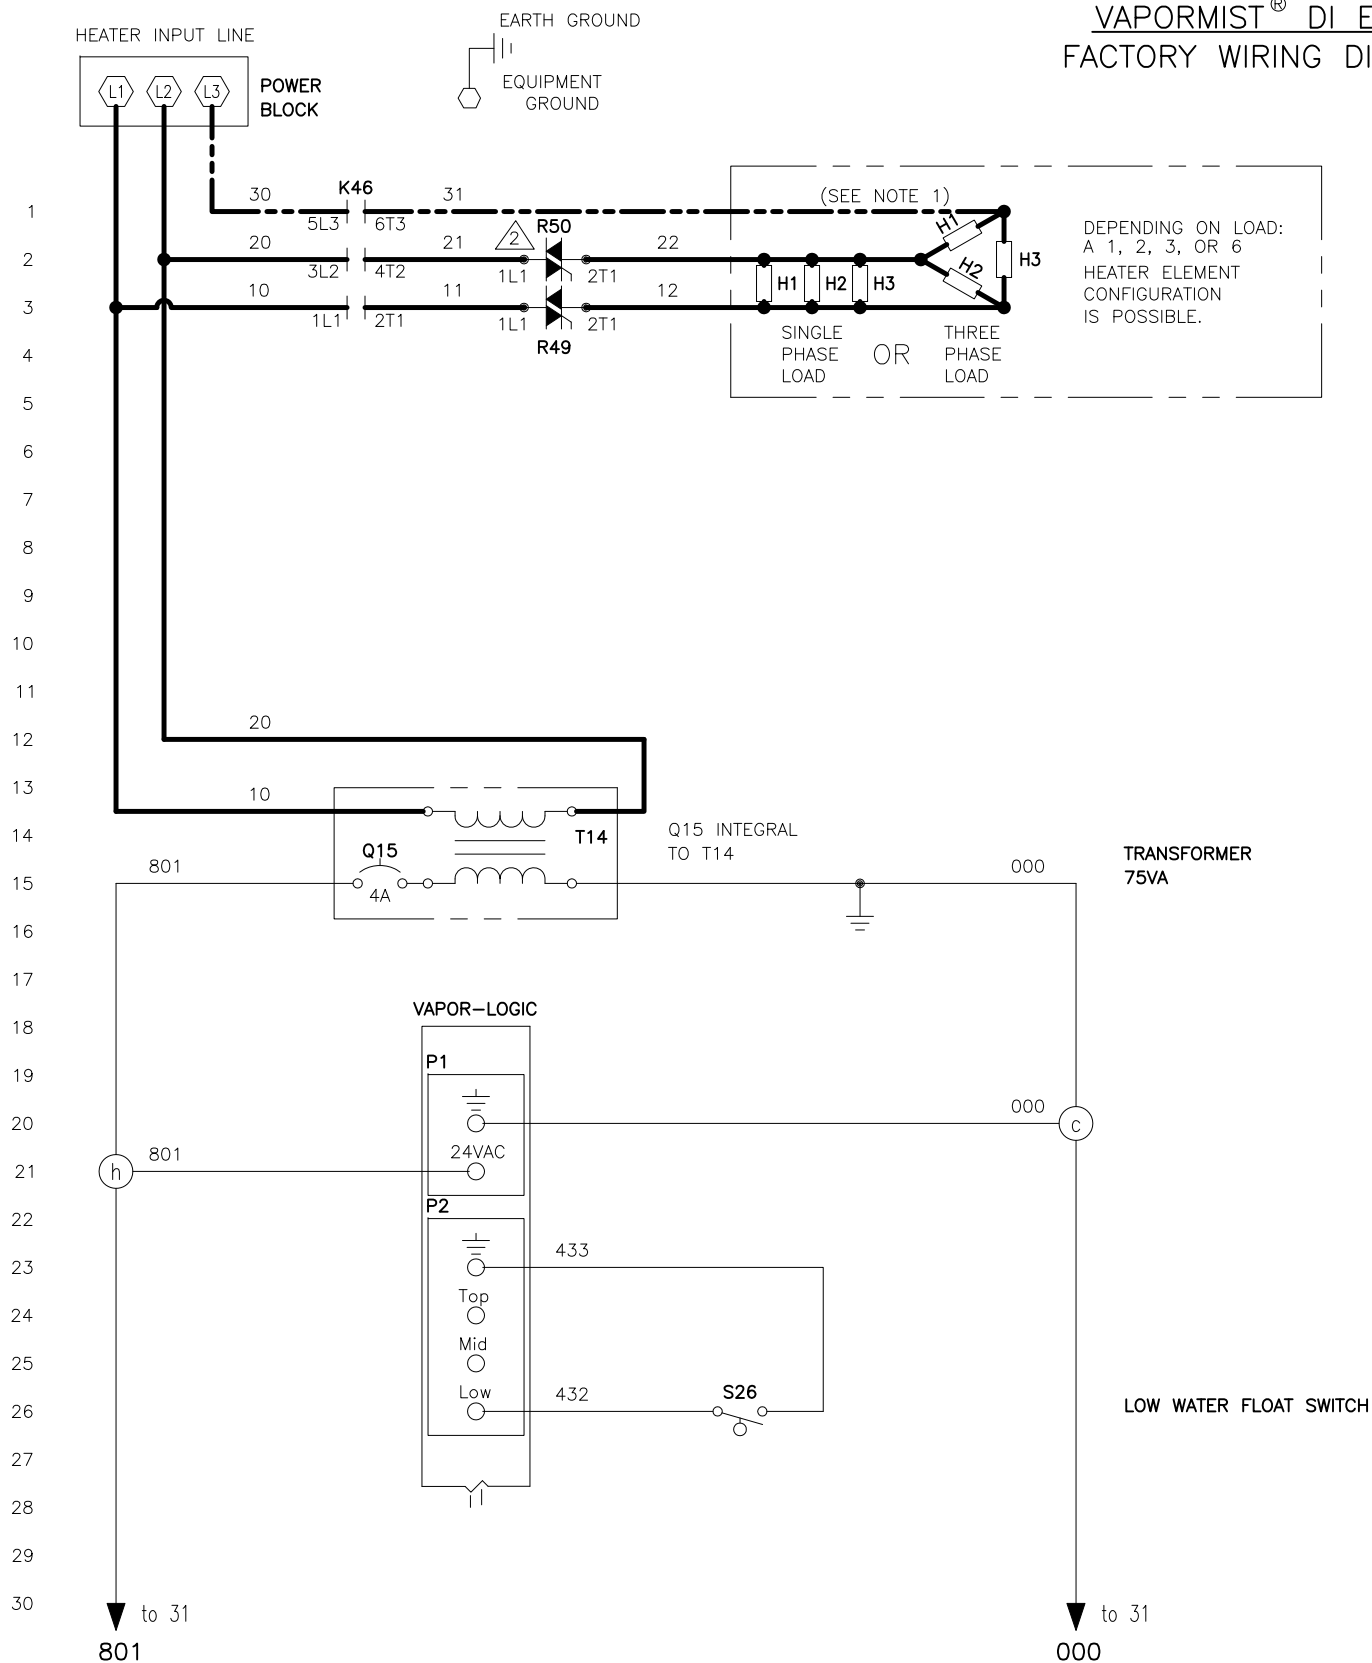 VAPORMIST® DI E
FACTORY WIRING DI
EARTH GROUND
HEATER INPUT LINE
EQUIPMENT
GROUND
L1 L2 L3
POWER
BLOCK
30 K46 31 (SEE NOTE 1)
1
5L3 6T3 R50 H1
DEPENDING ON LOAD:
A 1, 2, 3, OR 6
HEATER ELEMENT
CONFIGURATION
IS POSSIBLE.
20 21 2 22
2
3L2 4T2 1L1 2T1 H2 H3
10 11 12 H1 H2 H3
3
1L1 2T1 1L1 2T1
R49
SINGLE
PHASE
LOAD
OR
THREE
PHASE
LOAD
4
5
6
7
8
9
10
11
20
12
13
10
14
T14
Q15 INTEGRAL
TO T14
Q15
801 000
TRANSFORMER
75VA
15
4A
16
17
VAPOR-LOGIC
18
19
P1
000
20
c
24VAC
801
21
h
22
P2
433
23
Top
24
Mid
25
Low
432 S26
26
LOW WATER FLOAT SWITCH
27
28
29
30
to 31 to 31
801 000